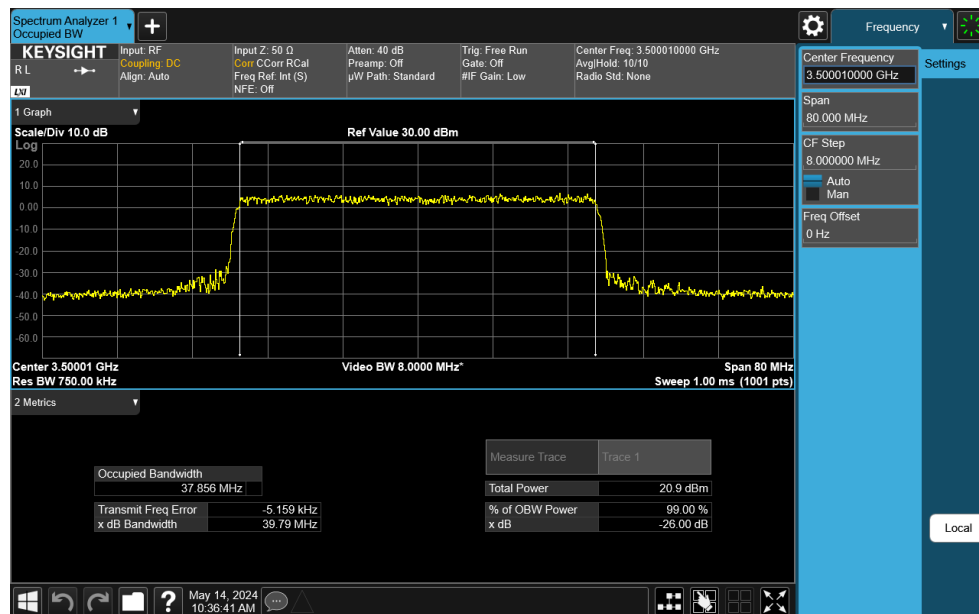 Spectrum Analyzer 1
Occupied BW
Frequency
KEYSIGHT
R L
LXI
Input: RF
Coupling: DC
Align: Auto
Input Z: 50 Ω
Corr CCorr RCal
Freq Ref: Int (S)
NFE: Off
Atten: 40 dB
Preamp: Off
µW Path: Standard
Trig: Free Run
Gate: Off
#IF Gain: Low
Center Freq: 3.500010000 GHz
Avg|Hold: 10/10
Radio Std: None
Center Frequency
3.500010000 GHz
Settings
Span
80.000 MHz
CF Step
8.000000 MHz
Auto
Man
Freq Offset
0 Hz
Local
1 Graph
Scale/Div 10.0 dB
Ref Value 30.00 dBm
Log
20.0
10.0
0.00
-10.0
-20.0
-30.0
-40.0
-50.0
-60.0
Center 3.50001 GHz
Video BW 8.0000 MHz*
Span 80 MHz
Res BW 750.00 kHz
Sweep 1.00 ms (1001 pts)
2 Metrics
Measure Trace
Trace 1
Occupied Bandwidth
37.856 MHz
Total Power
20.9 dBm
Transmit Freq Error
-5.159 kHz
% of OBW Power
99.00 %
x dB Bandwidth
39.79 MHz
x dB
-26.00 dB
?
May 14, 2024
10:36:41 AM